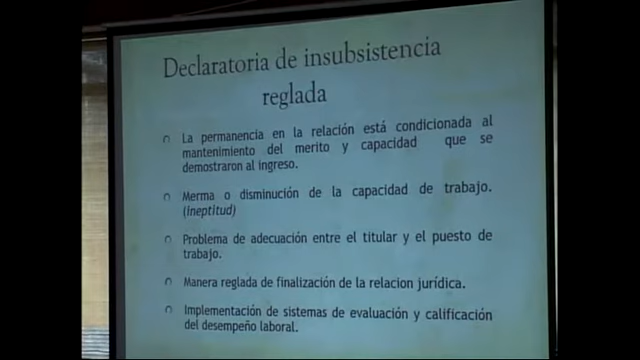 Declaratoria de insubsistencia
reglada
La permanencia en la relación está condicionada al
mantenimiento del merito y capacidad que se
demostraron al ingreso.
Merma o disminución de la capacidad de trabajo.
(ineptitud)
Problema de adecuación entre el titular y el puesto de
trabajo.
Manera reglada de finalización de la relacion jurídica.
Implementación de sistemas de evaluación y calificación
del desempeño laboral.